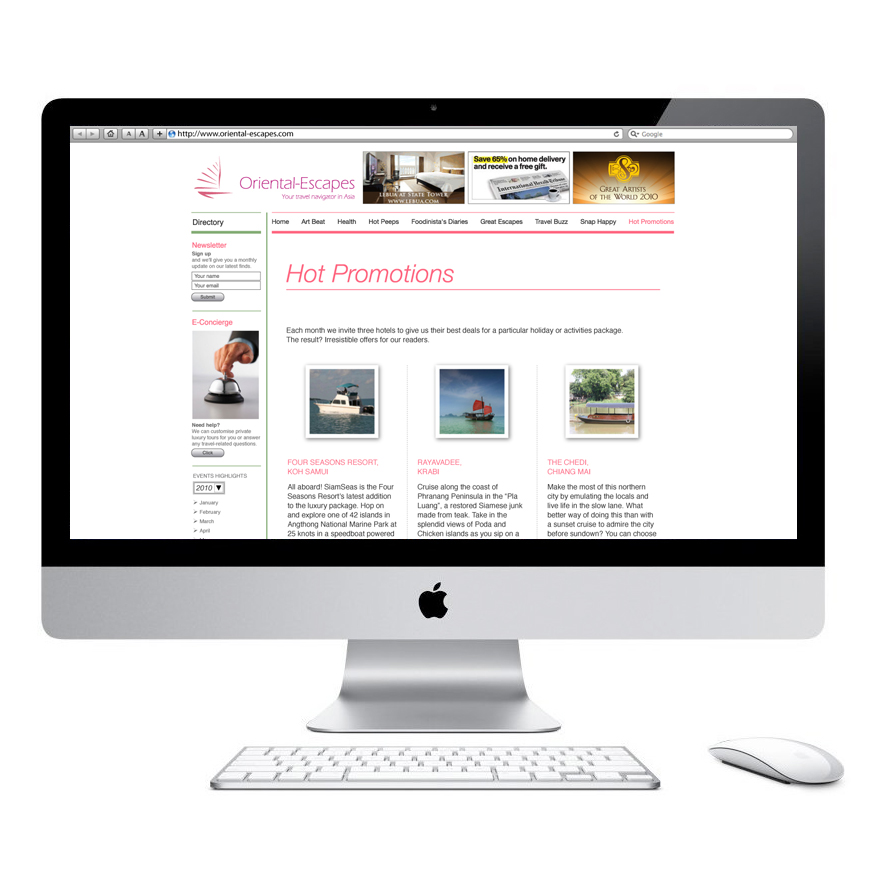 http://www.oriental-escapes.com
Google
Oriental-Escapes
Your travel navigator in Asia
LEBUA AT STATE TOWER
WWW.LEBUA.COM
Save 65% on home delivery
and receive a free gift.
International Herald Tribune
GREAT ARTISTS
OF THE WORLD 2010
Directory
Home
Art Beat
Health
Hot Peeps
Foodinista's Diaries
Great Escapes
Travel Buzz
Snap Happy
Hot Promotions
Newsletter
Sign up
and we'll give you a monthly
update on our latest finds.
Your name
Your email
Submit
E-Concierge
Need help?
We can customise private
luxury tours for you or answer
any travel-related questions.
Click
EVENTS HIGHLIGHTS
2010
January
February
March
April
Hot Promotions
Each month we invite three hotels to give us their best deals for a particular holiday or activities package.
The result? Irresistible offers for our readers.
FOUR SEASONS RESORT,
KOH SAMUI
All aboard! SiamSeas is the Four
Seasons Resort's latest addition
to the luxury package. Hop on
and explore one of 42 islands in
Angthong National Marine Park at
25 knots in a speedboat powered
RAYAVADEE,
KRABI
Cruise along the coast of
Phranang Peninsula in the "Pla
Luang", a restored Siamese junk
made from teak. Take in the
splendid views of Poda and
Chicken islands as you sip on a
THE CHEDI,
CHIANG MAI
Make the most of this northern
city by emulating the locals and
live life in the slow lane. What
better way of doing this than with
a sunset cruise to admire the city
before sundown? You can choose